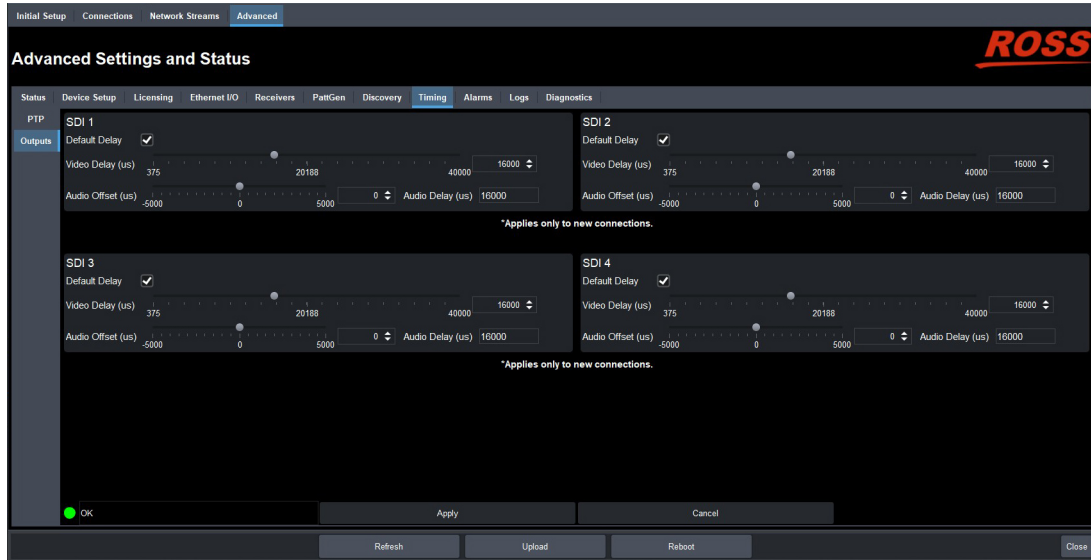 Initial Setup Connections Network Streams Advanced
ROSS
Advanced Settings and Status
Status Device Setup Licensing Ethernet I/O Receivers PattGen Discovery Timing Alarms Logs Diagnostics
PTP
Outputs
SDI 1
Default Delay
Video Delay (us) 375 20188 40000 16000
Audio Offset (us) -5000 0 5000 0 Audio Delay (us) 16000
SDI 2
Default Delay
Video Delay (us) 375 20188 40000 16000
Audio Offset (us) -5000 0 5000 0 Audio Delay (us) 16000
*Applies only to new connections.
SDI 3
Default Delay
Video Delay (us) 375 20188 40000 16000
Audio Offset (us) -5000 0 5000 0 Audio Delay (us) 16000
SDI 4
Default Delay
Video Delay (us) 375 20188 40000 16000
Audio Offset (us) -5000 0 5000 0 Audio Delay (us) 16000
*Applies only to new connections.
OK Apply Cancel
Refresh Upload Reboot Close